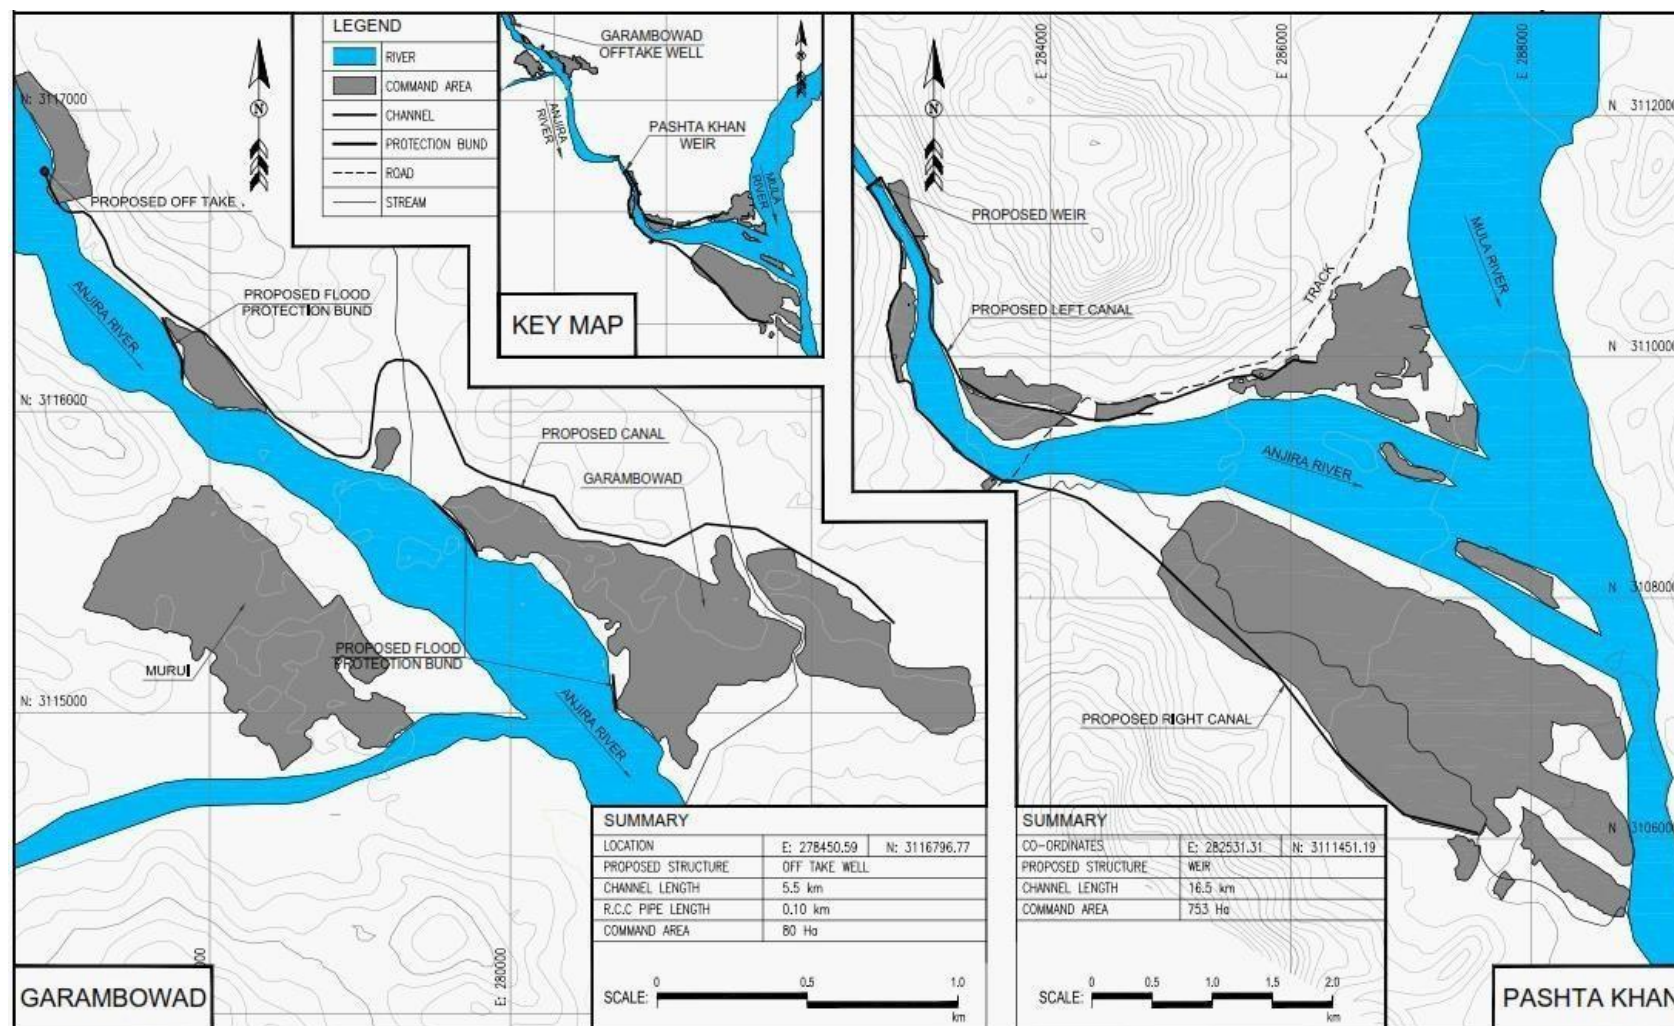 LEGEND
RIVER
COMMAND AREA
CHANNEL
PROTECTION BUND
ROAD
STREAM
GARAMBOWAD
OFFTAKE WELL
ANJIRA
RIVER
PASHTA KHAN
WEIR
MULA
RIVER
KEY MAP
N: 3117000
PROPOSED OFF TAKE
PROPOSED FLOOD
PROTECTION BUND
ANJIRA RIVER
N: 3116000
PROPOSED CANAL
GARAMBOWAD
MURUI
PROPOSED FLOOD
PROTECTION BUND
N: 3115000
ANJIRA RIVER
E: 280000
GARAMBOWAD
SUMMARY
LOCATION E: 278450.59 N: 3116796.77
PROPOSED STRUCTURE OFF TAKE WELL
CHANNEL LENGTH 5.5 km
R.C.C PIPE LENGTH 0.10 km
COMMAND AREA 80 Ha
SCALE: 0 0.5 1.0
km
E 284000
E 286000
E 288000
N 3112000
PROPOSED WEIR
MULA RIVER
TRACK
PROPOSED LEFT CANAL
N 3110000
ANJIRA RIVER
N 3108000
PROPOSED RIGHT CANAL
N 3106000
SUMMARY
CO-ORDINATES E: 282531.31 N: 3111451.19
PROPOSED STRUCTURE WEIR
CHANNEL LENGTH 16.5 km
COMMAND AREA 753 Ha
SCALE: 0 0.5 1.0 1.5 2.0
km
PASHTA KHAN
N
N